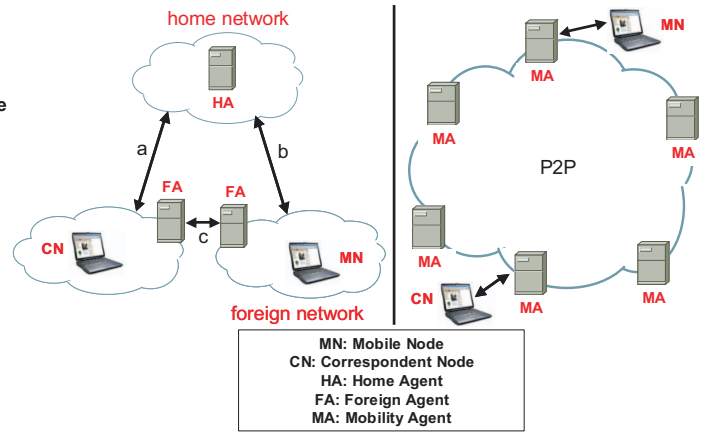 home network
HA
e
a
b
FA
FA
c
CN
MN
foreign network
MN
MA
MA
MA
P2P
MA
MA
MA
CN
MA
MN: Mobile Node
CN: Correspondent Node
HA: Home Agent
FA: Foreign Agent
MA: Mobility Agent